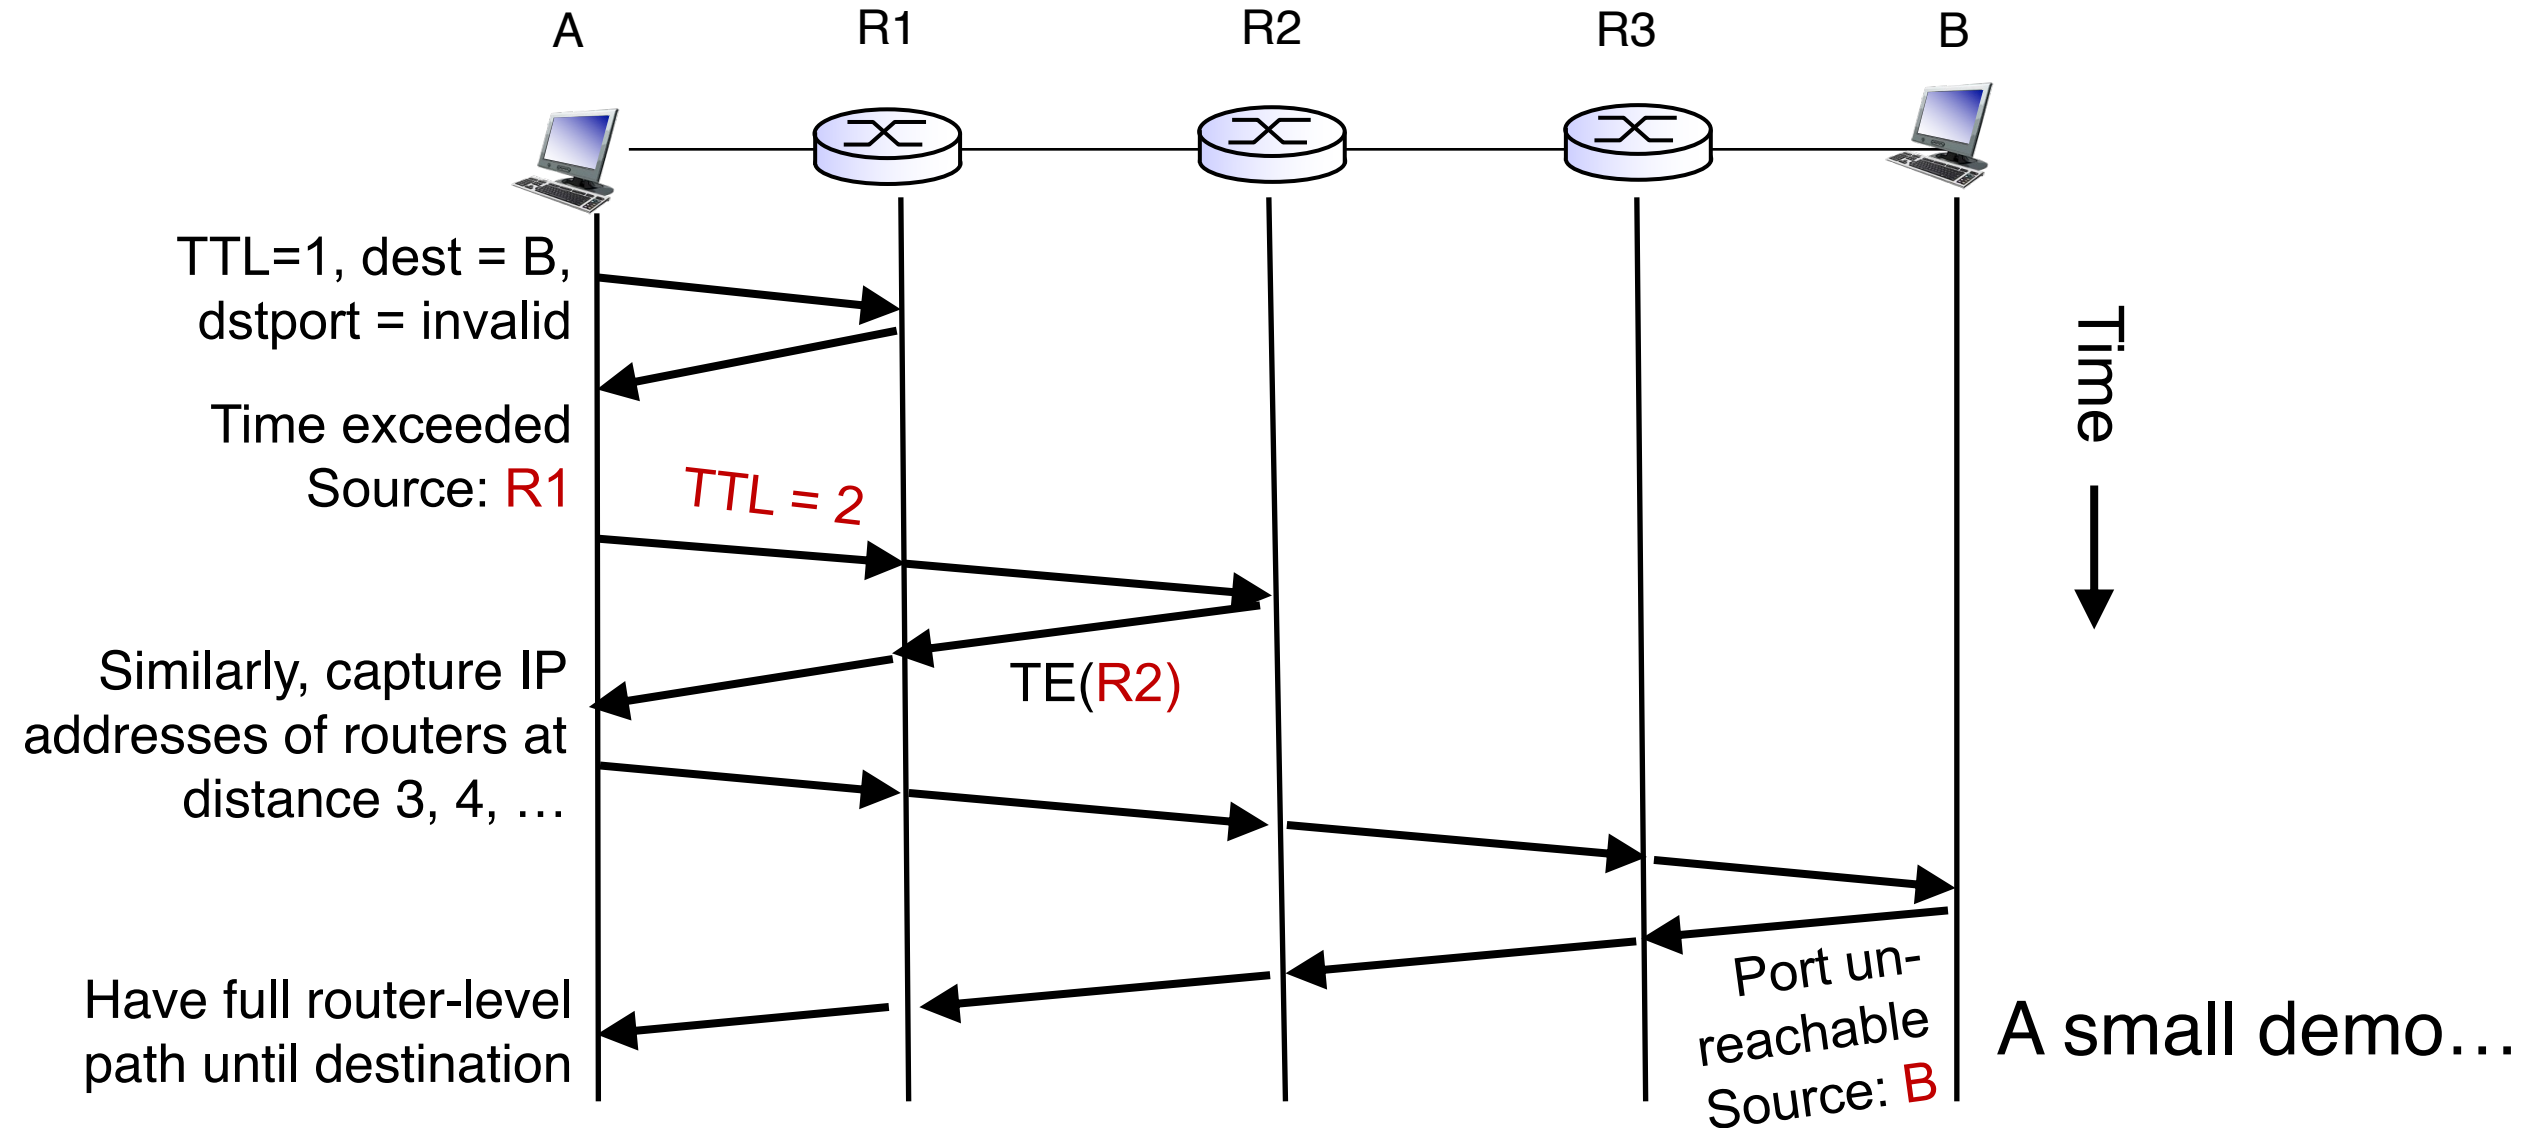 A
R1
R2
R3
B
TTL=1, dest = B,
dstport = invalid
Time exceeded
Source: R1
TTL = 2
Time
Similarly, capture IP
addresses of routers at
distance 3, 4, …
TE(R2)
Port un-
reachable
Source: B
Have full router-level
path until destination
A small demo…